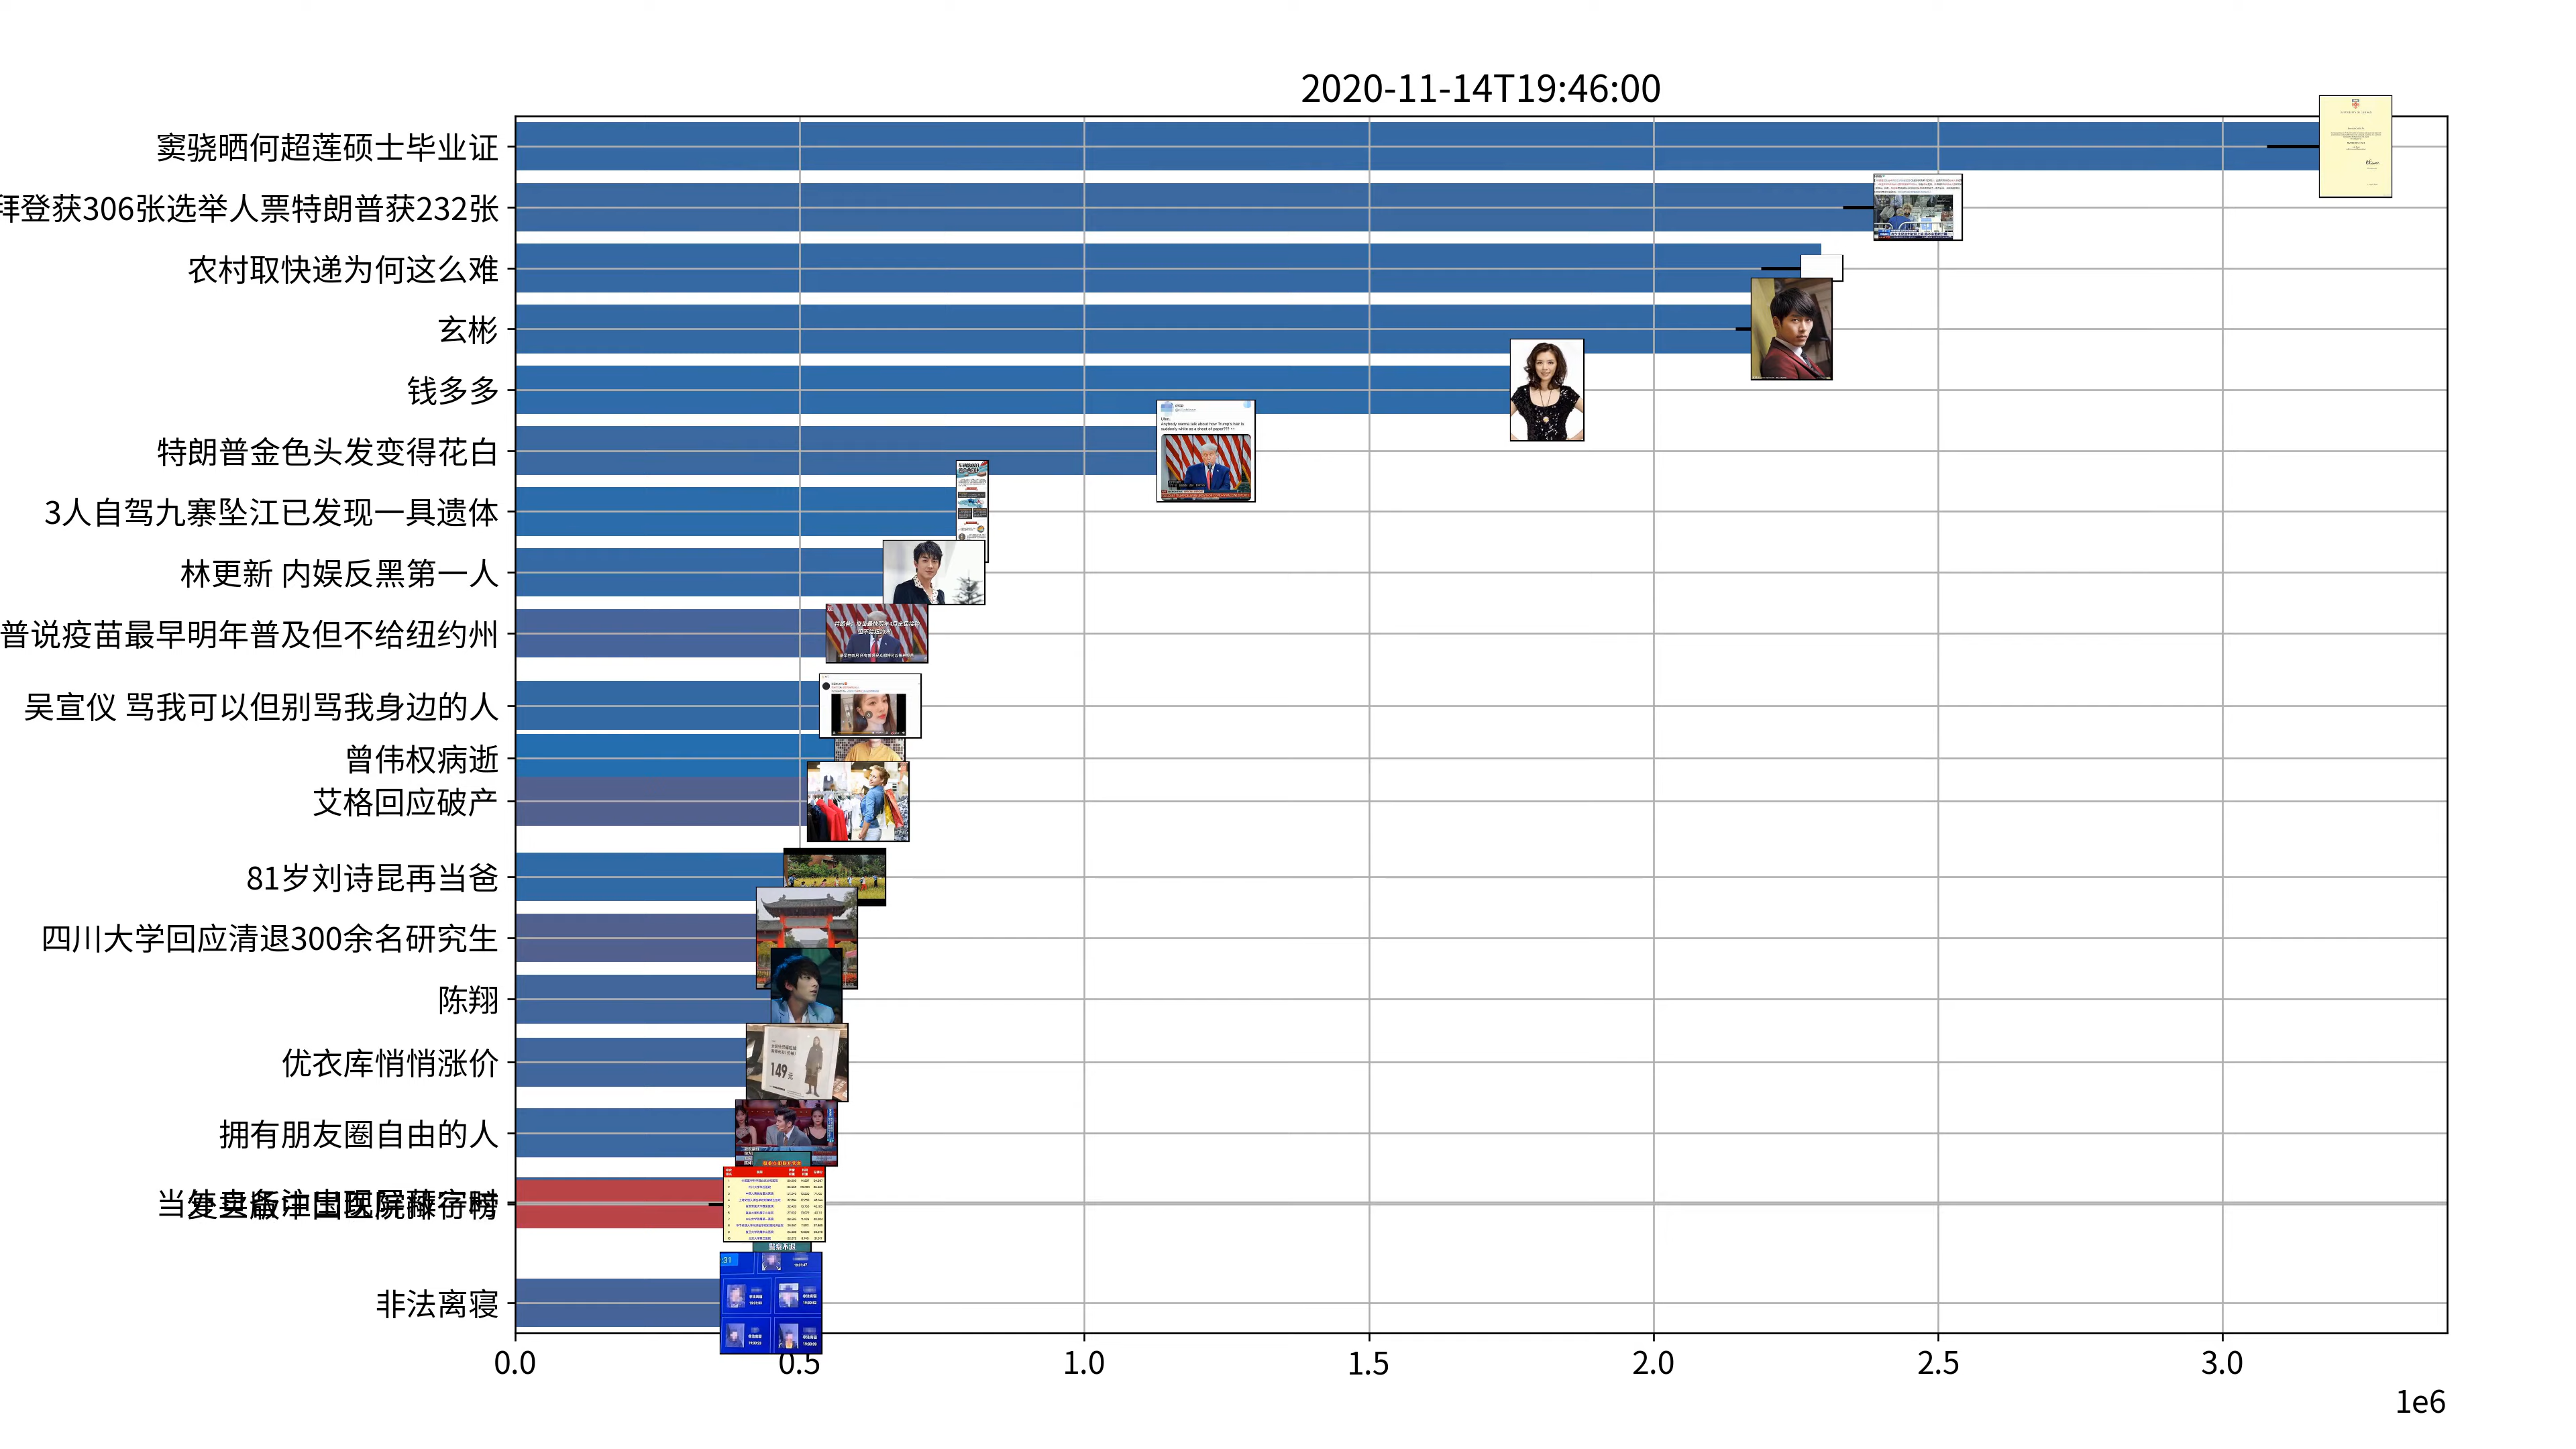 2020-11-14T19:46:00
窦骁晒何超莲硕士毕业证
拜登获306张选举人票特朗普获232张
农村取快递为何这么难
玄彬
钱多多
特朗普金色头发变得花白
3人自驾九寨坠江已发现一具遗体
林更新 内娱反黑第一人
普说疫苗最早明年普及但不给纽约州
吴宣仪 骂我可以但别骂我身边的人
曾伟权病逝
艾格回应破产
81岁刘诗昆再当爸
四川大学回应清退300余名研究生
陈翔
优衣库悄悄涨价
149元
拥有朋友圈自由的人
非法离寝
0.0 0.5 1.0 1.5 2.0 2.5 3.0
1e6